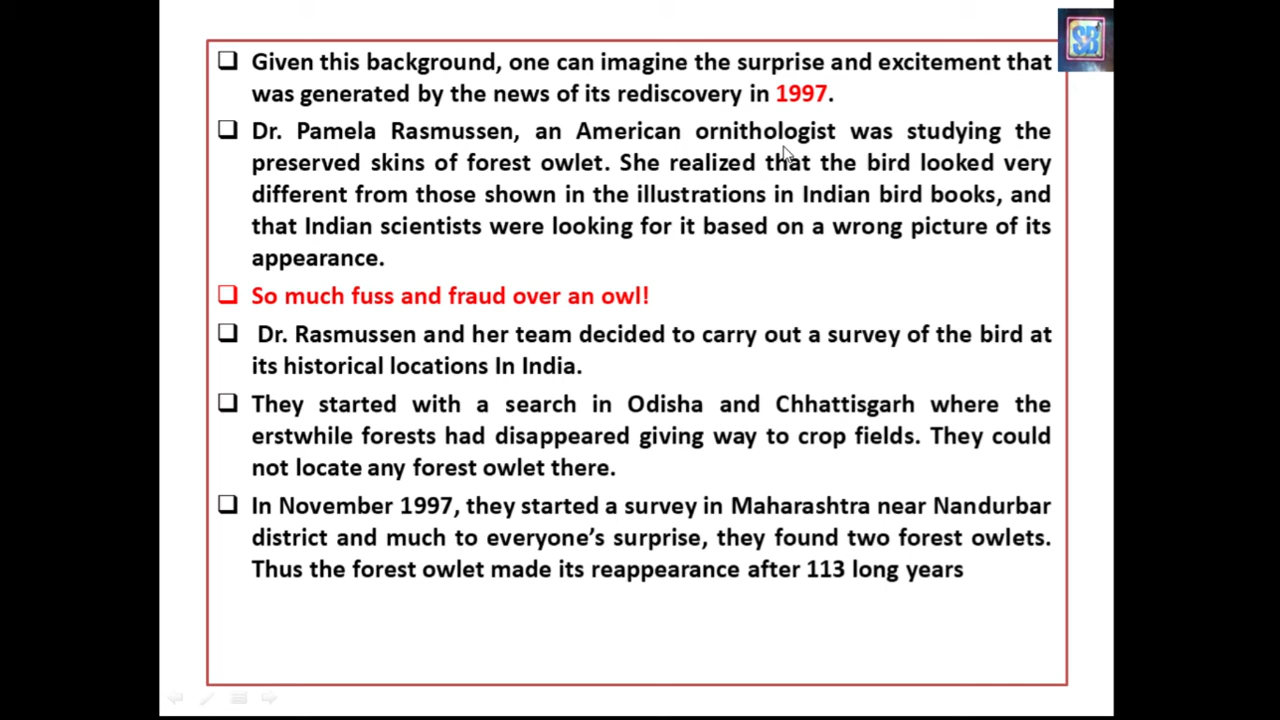 SB
Given this background, one can imagine the surprise and excitement that
was generated by the news of its rediscovery in 1997.
Dr. Pamela Rasmussen, an American ornithologist was studying the
preserved skins of forest owlet. She realized that the bird looked very
different from those shown in the illustrations in Indian bird books, and
that Indian scientists were looking for it based on a wrong picture of its
appearance.
So much fuss and fraud over an owl!
Dr. Rasmussen and her team decided to carry out a survey of the bird at
its historical locations In India.
They started with a search in Odisha and Chhattisgarh where the
erstwhile forests had disappeared giving way to crop fields. They could
not locate any forest owlet there.
In November 1997, they started a survey in Maharashtra near Nandurbar
district and much to everyone’s surprise, they found two forest owlets.
Thus the forest owlet made its reappearance after 113 long years